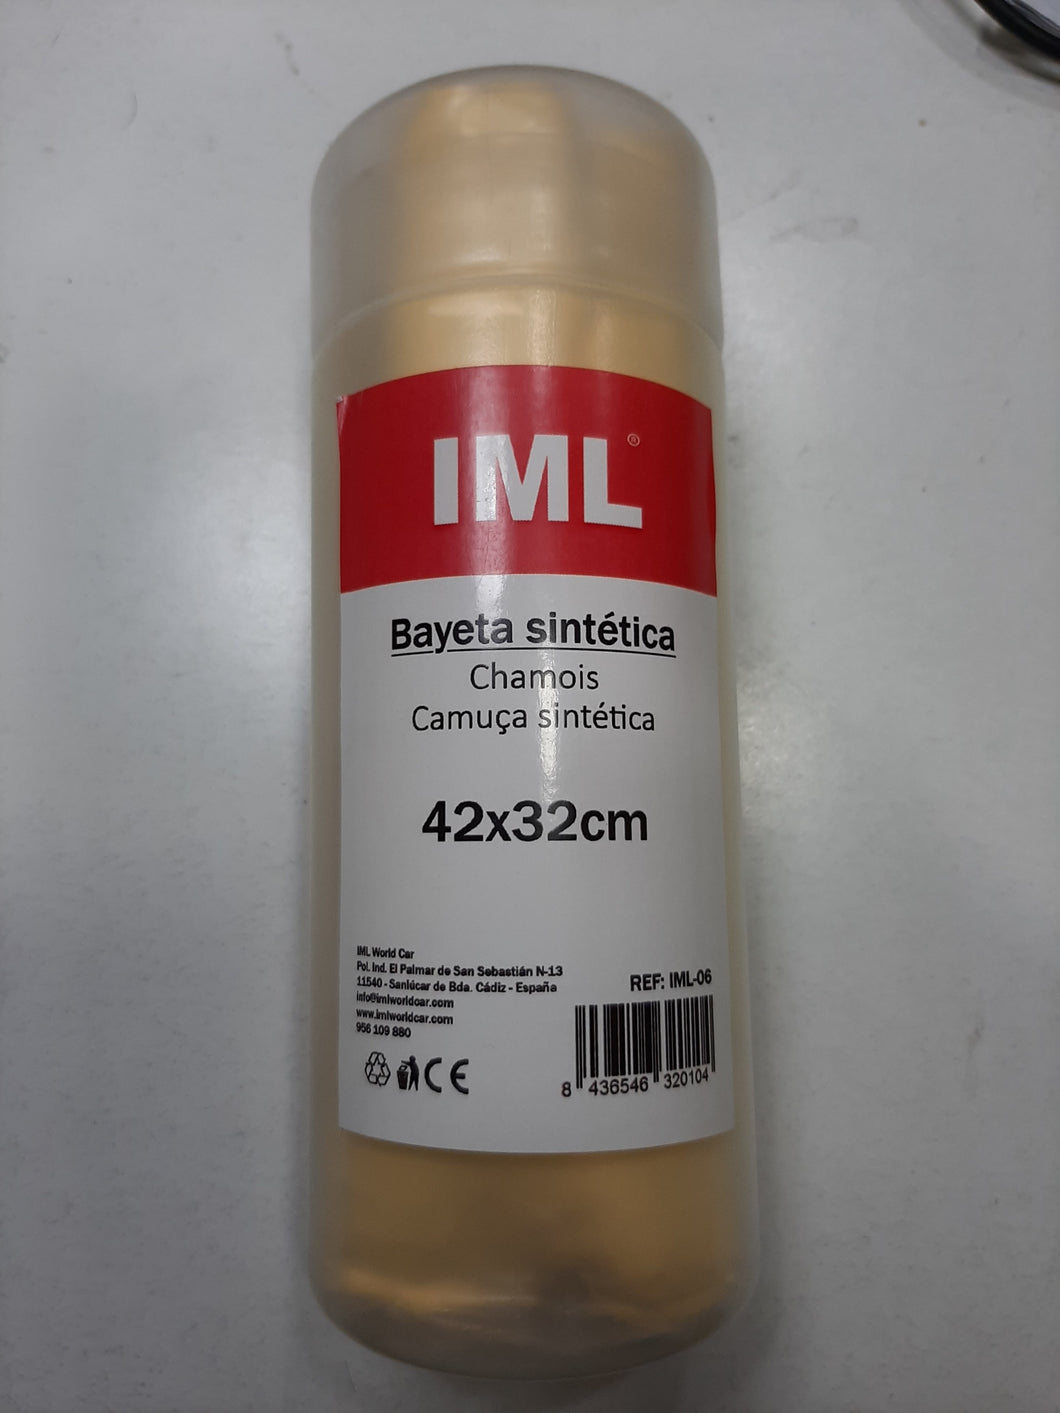 IML®
Bayeta sintética
Chamois
Camuça sintética
42x32cm
IML World Car
Pol. Ind. El Palmar de San Sebastián N-13
11540 - Sanlúcar de Bda. Cádiz - España
info@imlworldcar.com
www.imlworldcar.com
956 109 880
CE
REF: IML-06
8 436546 320104